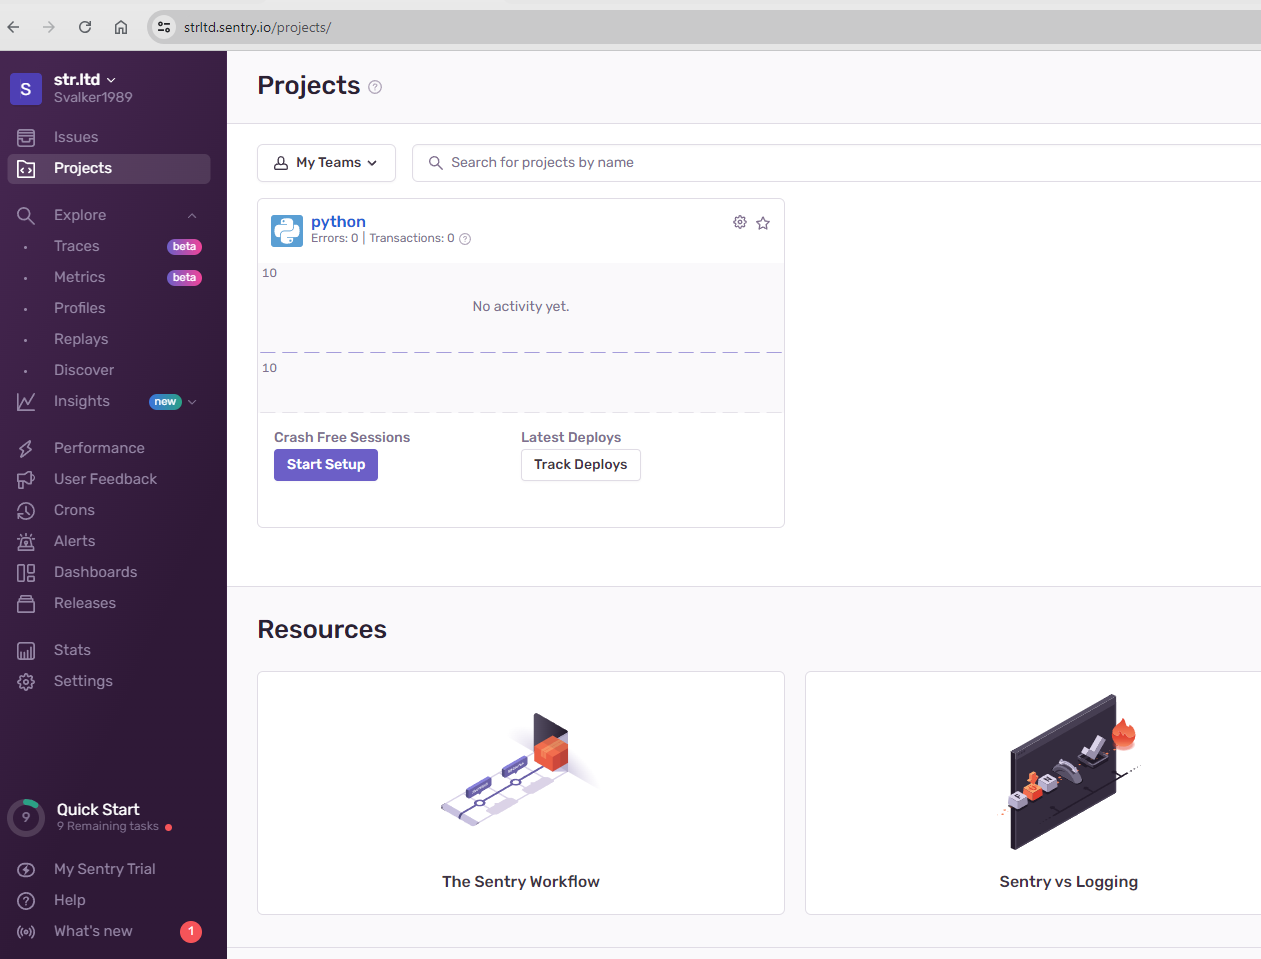 strltd.sentry.io/projects/
S
str.ltd
Svalker1989
Issues
Projects
Explore
Traces beta
Metrics beta
Profiles
Replays
Discover
Insights new
Performance
User Feedback
Crons
Alerts
Dashboards
Releases
Stats
Settings
9
Quick Start
9 Remaining tasks
My Sentry Trial
Help
What's new 1
Projects ?
My Teams
Search for projects by name
python
Errors: 0 | Transactions: 0 ?
10
No activity yet.
10
Crash Free Sessions
Latest Deploys
Start Setup
Track Deploys
Resources
The Sentry Workflow
Sentry vs Logging